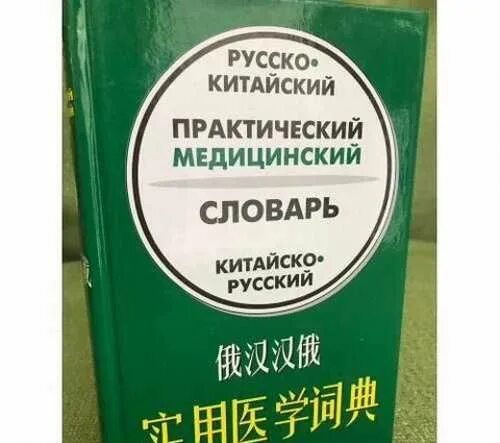 РУССКО•
КИТАЙСКИЙ
ПРАКТИЧЕСКИЙ
МЕДИЦИНСКИЙ
СЛОВАРЬ
КИТАЙСКО•
РУССКИЙ
俄汉汉俄
实用医学词典